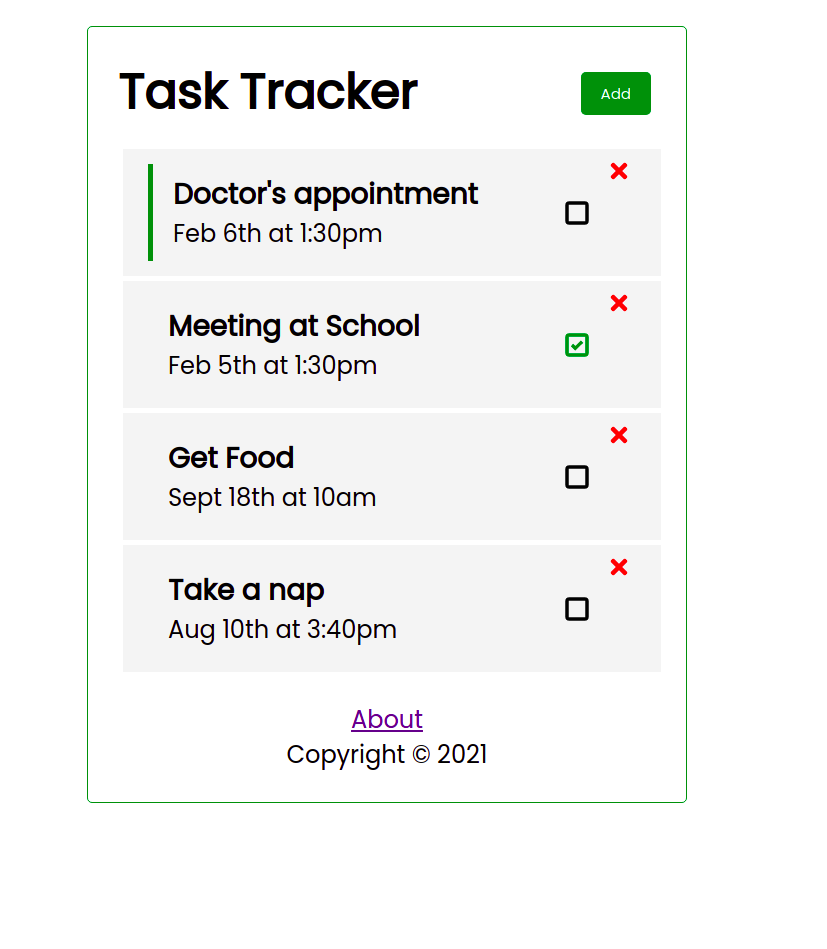 Task Tracker
Add
Doctor's appointment
Feb 6th at 1:30pm
Meeting at School
Feb 5th at 1:30pm
Get Food
Sept 18th at 10am
Take a nap
Aug 10th at 3:40pm
About
Copyright © 2021